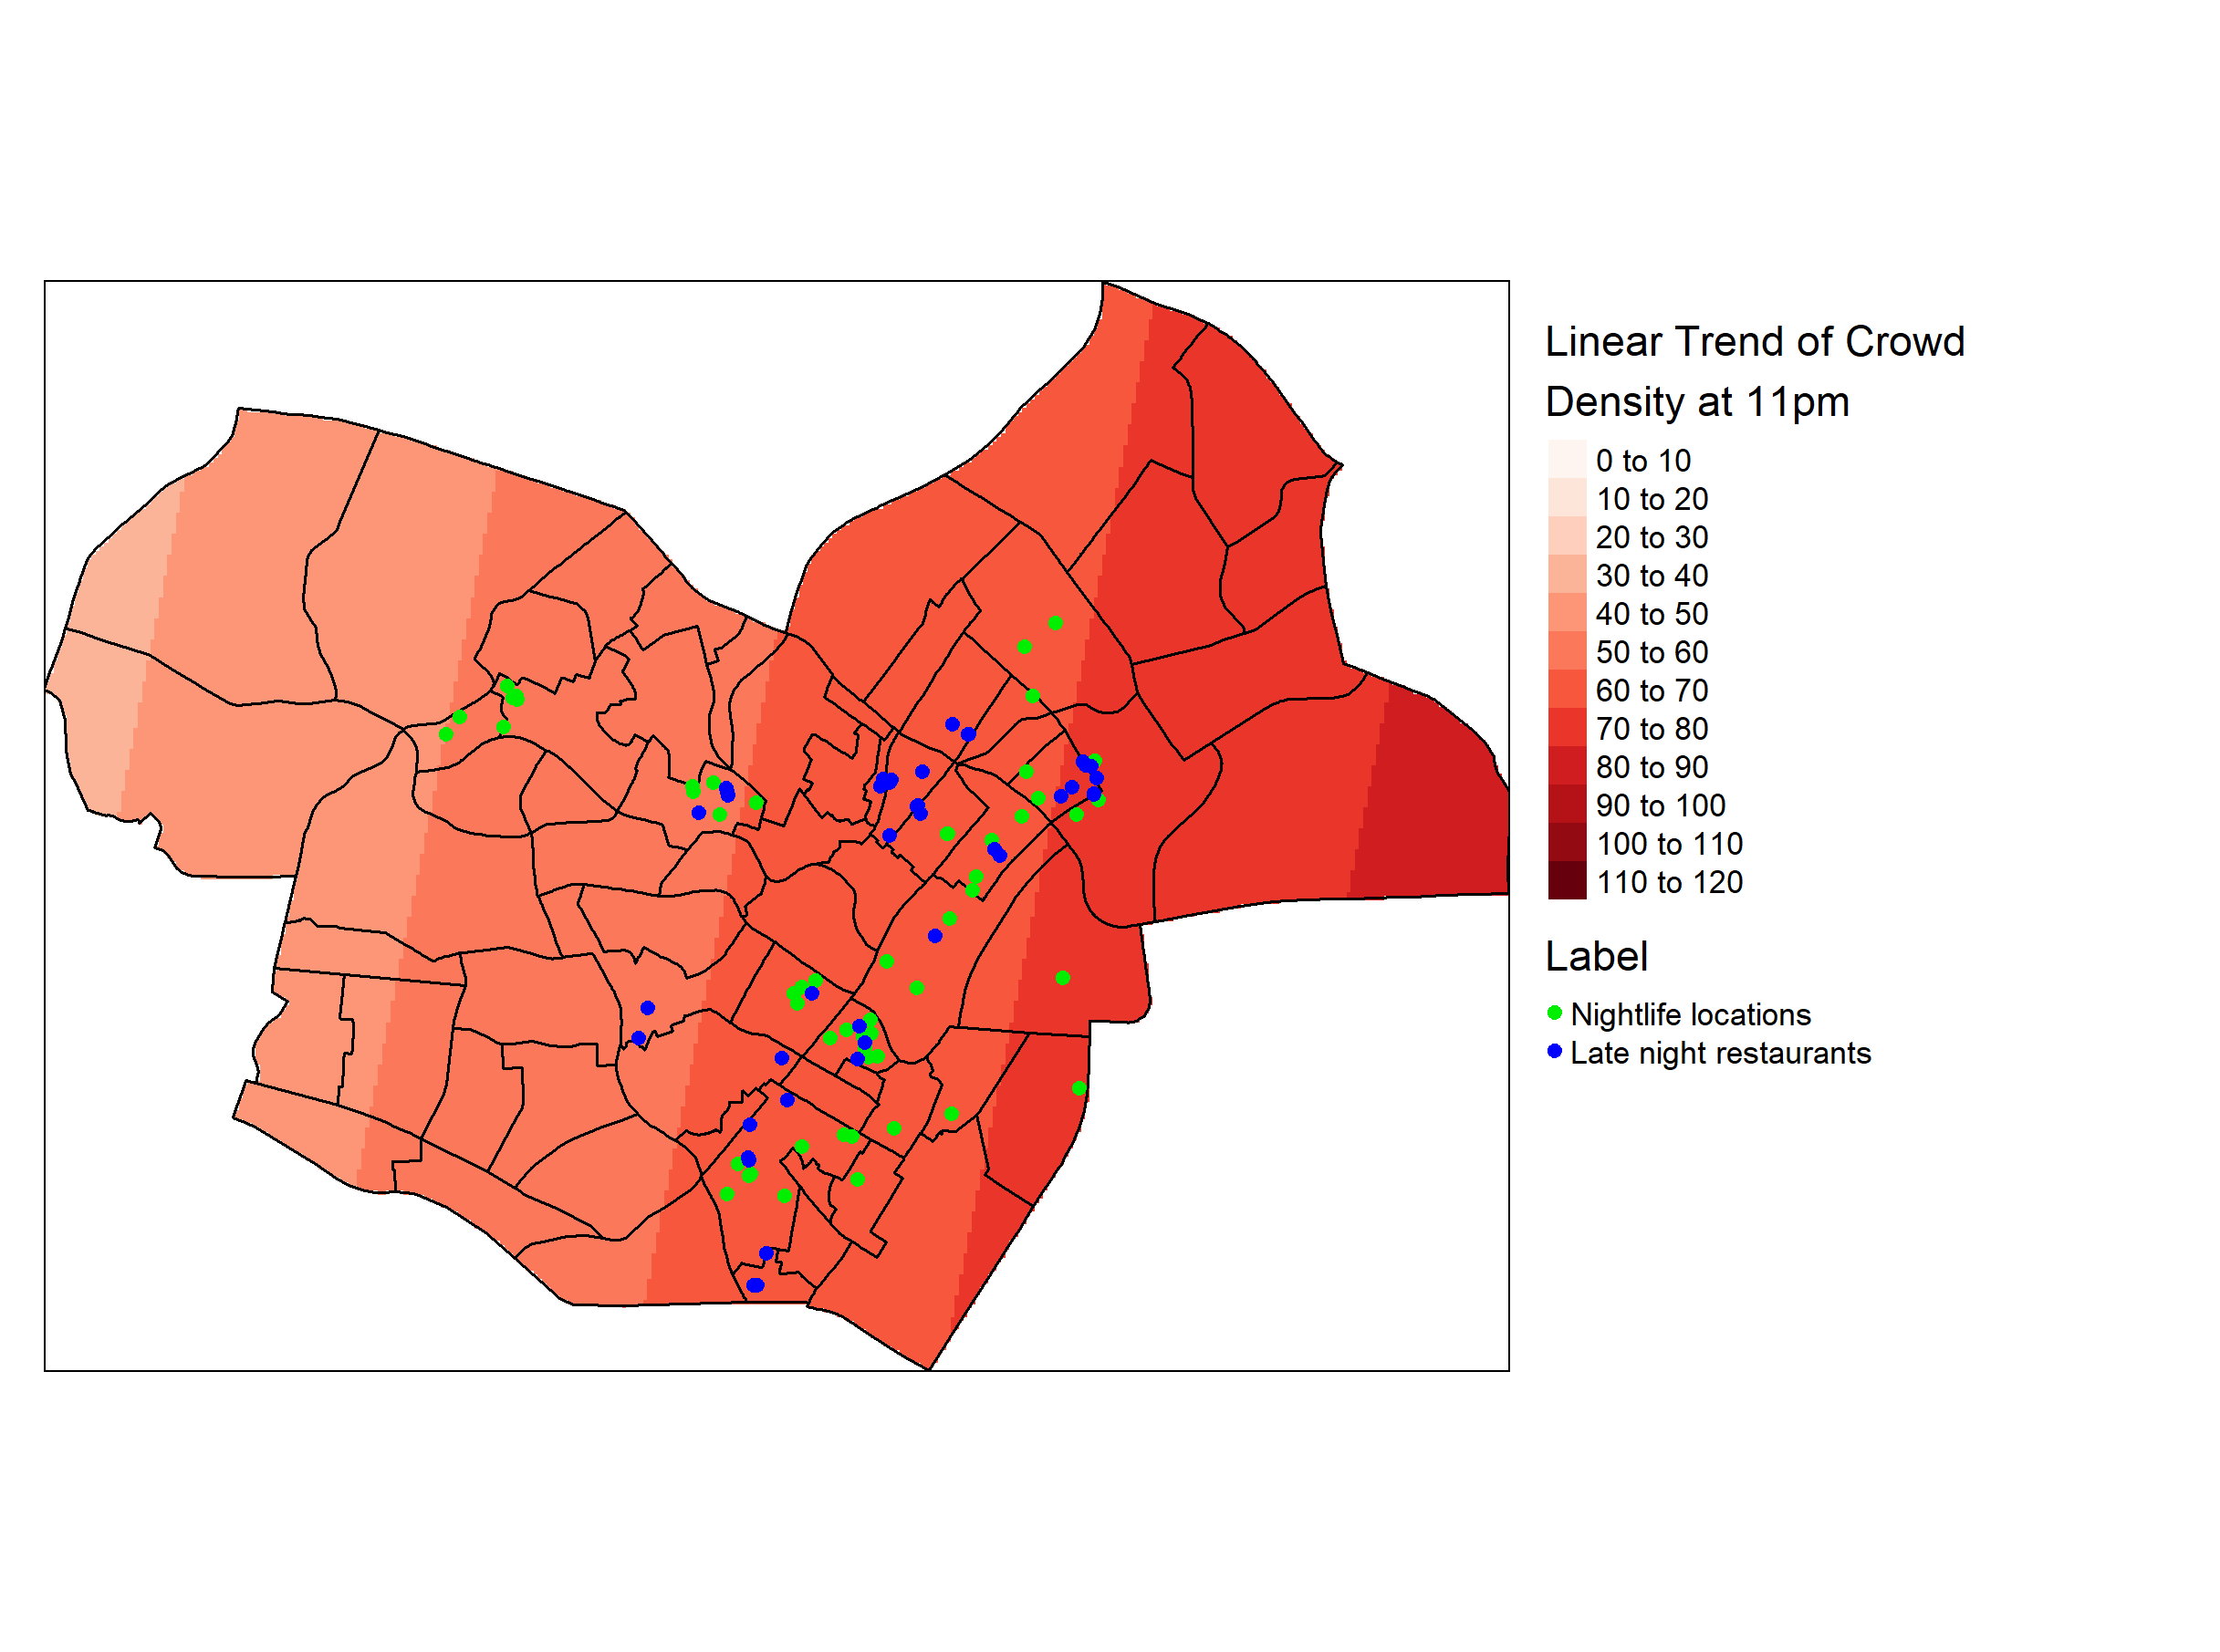 Linear Trend of Crowd
Density at 11pm
0 to 10
10 to 20
20 to 30
30 to 40
40 to 50
50 to 60
60 to 70
70 to 80
80 to 90
90 to 100
100 to 110
110 to 120
Label
Nightlife locations
Late night restaurants